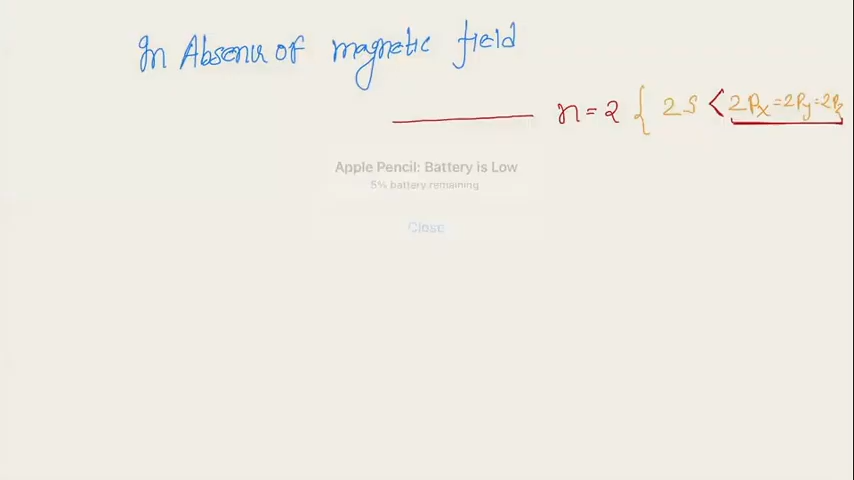 In Absence of magnetic field
n=2 { 2S < 2Px=2Py=2Pz
Apple Pencil: Battery is Low
5% battery remaining
Close